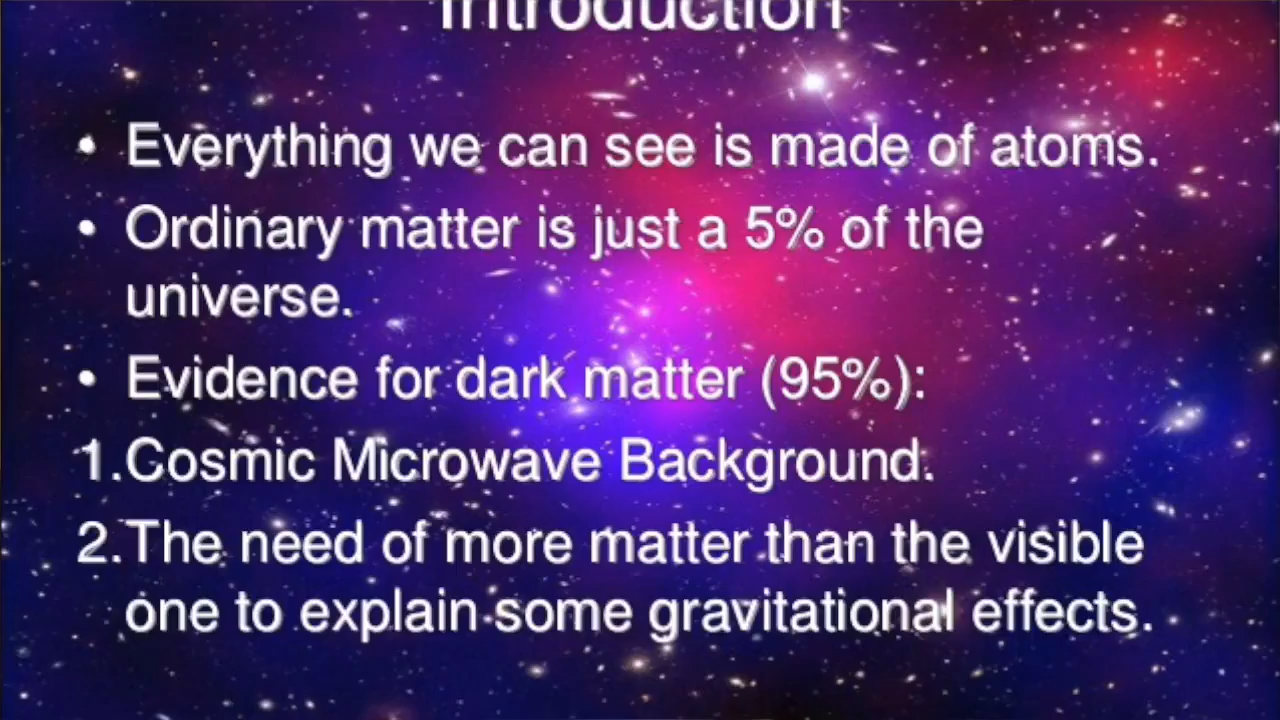 Introduction
• Everything we can see is made of atoms.
• Ordinary matter is just a 5% of the
universe.
• Evidence for dark matter (95%):
1.Cosmic Microwave Background.
2.The need of more matter than the visible
one to explain some gravitational effects.